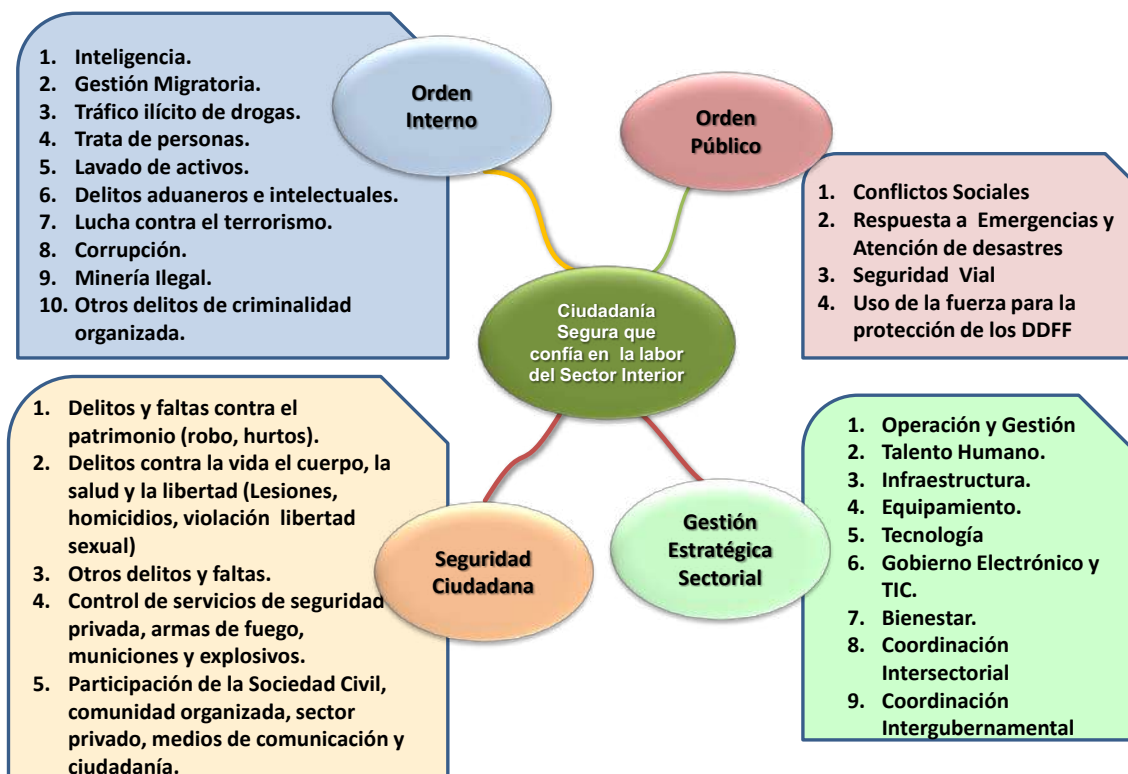 Orden
Interno
1. Inteligencia.
2. Gestión Migratoria.
3. Tráfico ilícito de drogas.
4. Trata de personas.
5. Lavado de activos.
6. Delitos aduaneros e intelectuales.
7. Lucha contra el terrorismo.
8. Corrupción.
9. Minería Ilegal.
10. Otros delitos de criminalidad
organizada.
Orden
Público
1. Conflictos Sociales
2. Respuesta a Emergencias y
Atención de desastres
3. Seguridad Vial
4. Uso de la fuerza para la
protección de los DDFF
Ciudadanía
Segura que
confía en la labor
del Sector Interior
Seguridad
Ciudadana
1. Delitos y faltas contra el
patrimonio (robo, hurtos).
2. Delitos contra la vida el cuerpo, la
salud y la libertad (Lesiones,
homicidios, violación libertad
sexual)
3. Otros delitos y faltas.
4. Control de servicios de seguridad
privada, armas de fuego,
municiones y explosivos.
5. Participación de la Sociedad Civil,
comunidad organizada, sector
privado, medios de comunicación y
ciudadanía.
Gestión
Estratégica
Sectorial
1. Operación y Gestión
2. Talento Humano.
3. Infraestructura.
4. Equipamiento.
5. Tecnología
6. Gobierno Electrónico y
TIC.
7. Bienestar.
8. Coordinación
Intersectorial
9. Coordinación
Intergubernamental